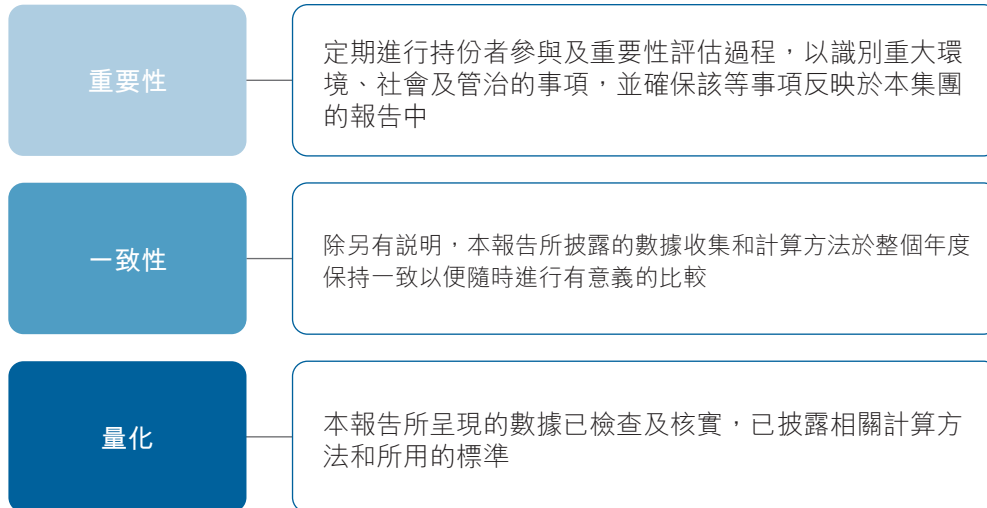 重要性
定期進行持份者參與及重要性評估過程，以識別重大環
境、社會及管治的事項，並確保該等事項反映於本集團
的報告中
一致性
除另有説明，本報告所披露的數據收集和計算方法於整個年度
保持一致以便隨時進行有意義的比較
量化
本報告所呈現的數據已檢查及核實，已披露相關計算方
法和所用的標準